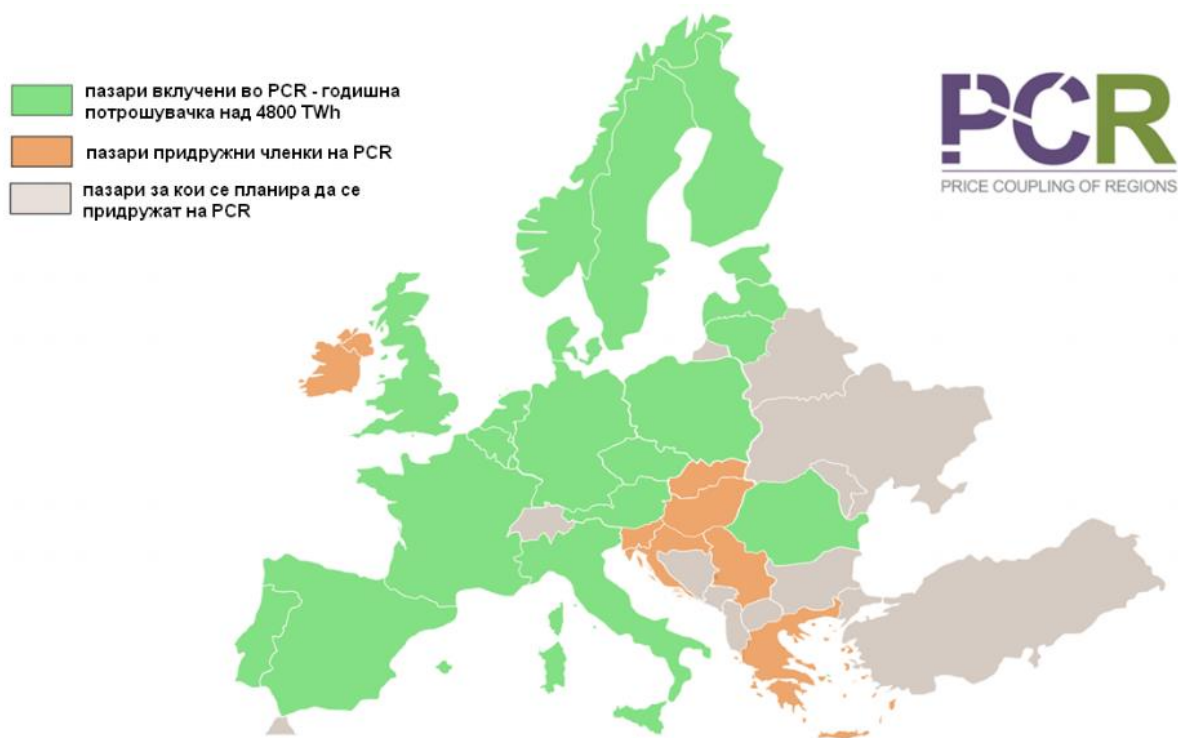 пазари вклучени во PCR - годишна
потрошувачка над 4800 TWh
пазари придружни членки на PCR
пазари за кои се планира да се
придружат на PCR
PCR
PRICE COUPLING OF REGIONS